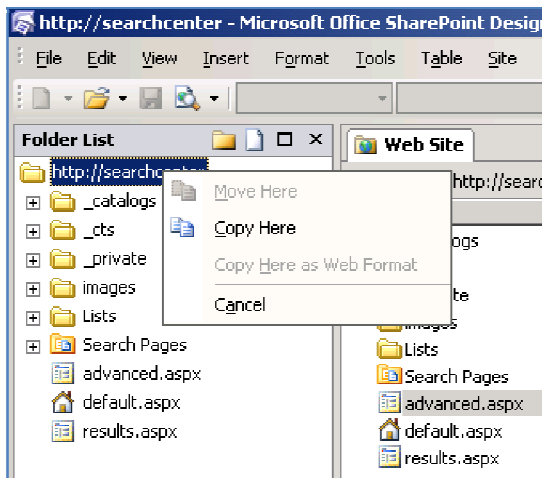 http://searchcenter - Microsoft Office SharePoint Desig
File Edit View Insert Format Tools Table Site
Folder List
Web Site
http://searchcenter
http://searc
_catalogs
_cts
_private
images
Lists
Search Pages
advanced.aspx
default.aspx
results.aspx
Move Here
Copy Here
Copy Here as Web Format
Cancel
ogs
te
images
Lists
Search Pages
advanced.aspx
default.aspx
results.aspx